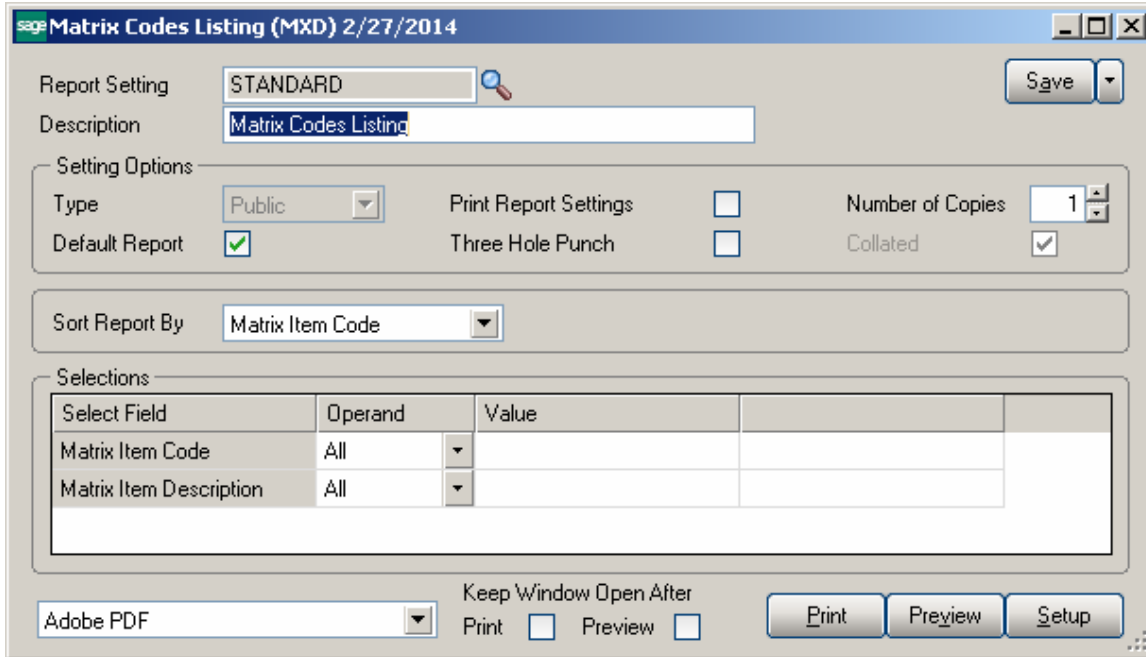 sage Matrix Codes Listing (MXD) 2/27/2014
Report Setting STANDARD Save
Description Matrix Codes Listing
Setting Options
Type Public Print Report Settings Number of Copies 1
Default Report Three Hole Punch Collated
Sort Report By Matrix Item Code
Selections
Select Field Operand Value
Matrix Item Code All
Matrix Item Description All
Keep Window Open After
Adobe PDF Print Preview Print Preview Setup